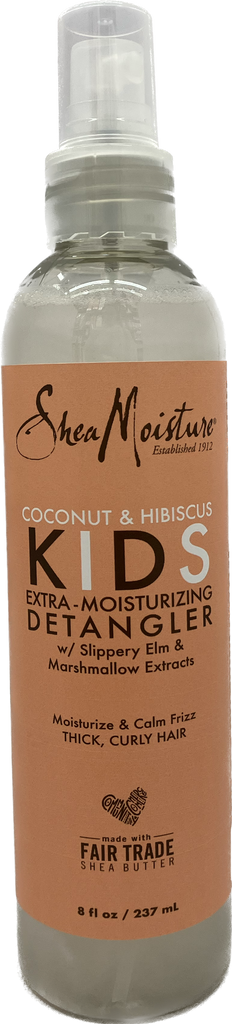 SheaMoisture®
Established 1912
COCONUT & HIBISCUS
KIDS
EXTRA-MOISTURIZING
DETANGLER
w/ Slippery Elm &
Marshmallow Extracts
Moisturize & Calm Frizz
THICK, CURLY HAIR
made with
FAIR TRADE
SHEA BUTTER
8 fl oz / 237 mL